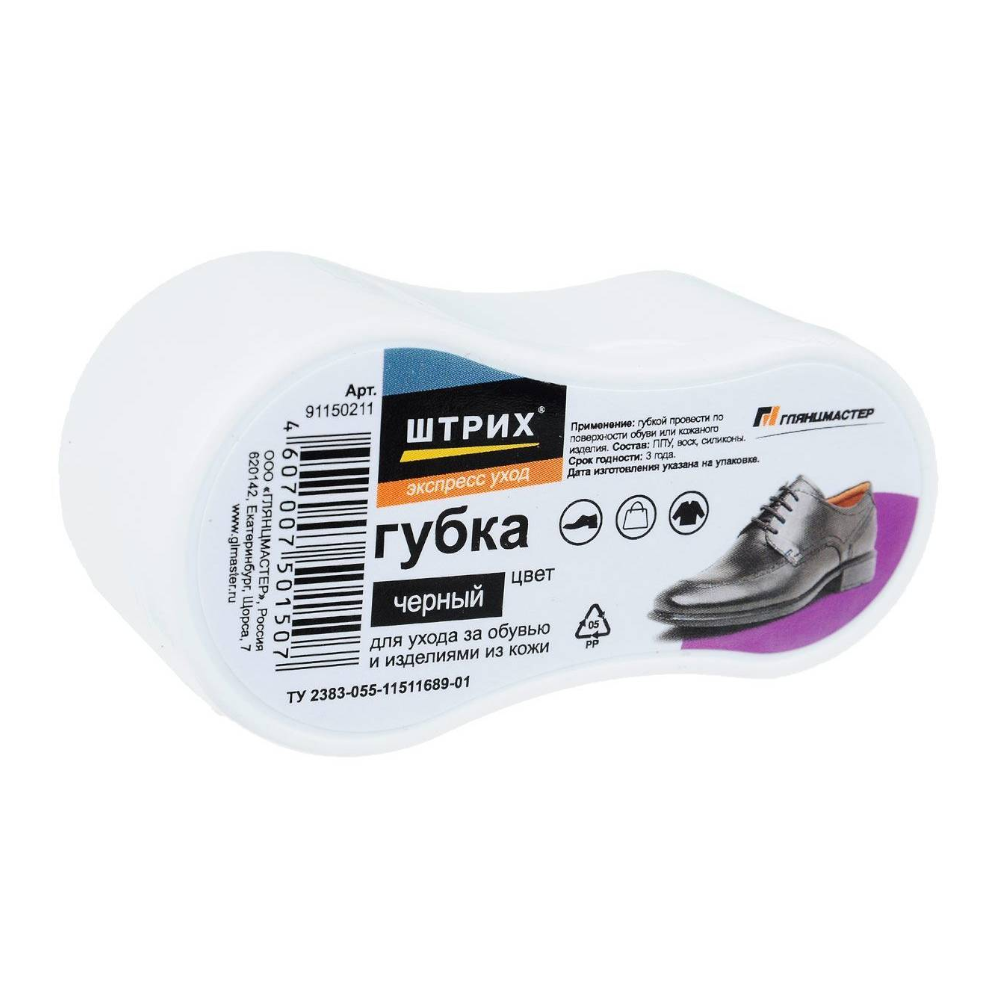 Арт.
91150211
4 607007 501507
ООО «ГЛЯНЦМАСТЕР», Россия
620142, Екатеринбург, Щорса, 7
www.glmaster.ru
ШТРИХ®
экспресс уход
губка
цвет
черный
для ухода за обувью
и изделиями из кожи
ТУ 2383-055-11511689-01
Применение: губкой провести по
поверхности обуви или кожаного
изделия. Состав: ППУ, воск, силиконы.
Срок годности: 3 года.
Дата изготовления указана на упаковке.
ГЛЯНЦМАСТЕР
05
PP